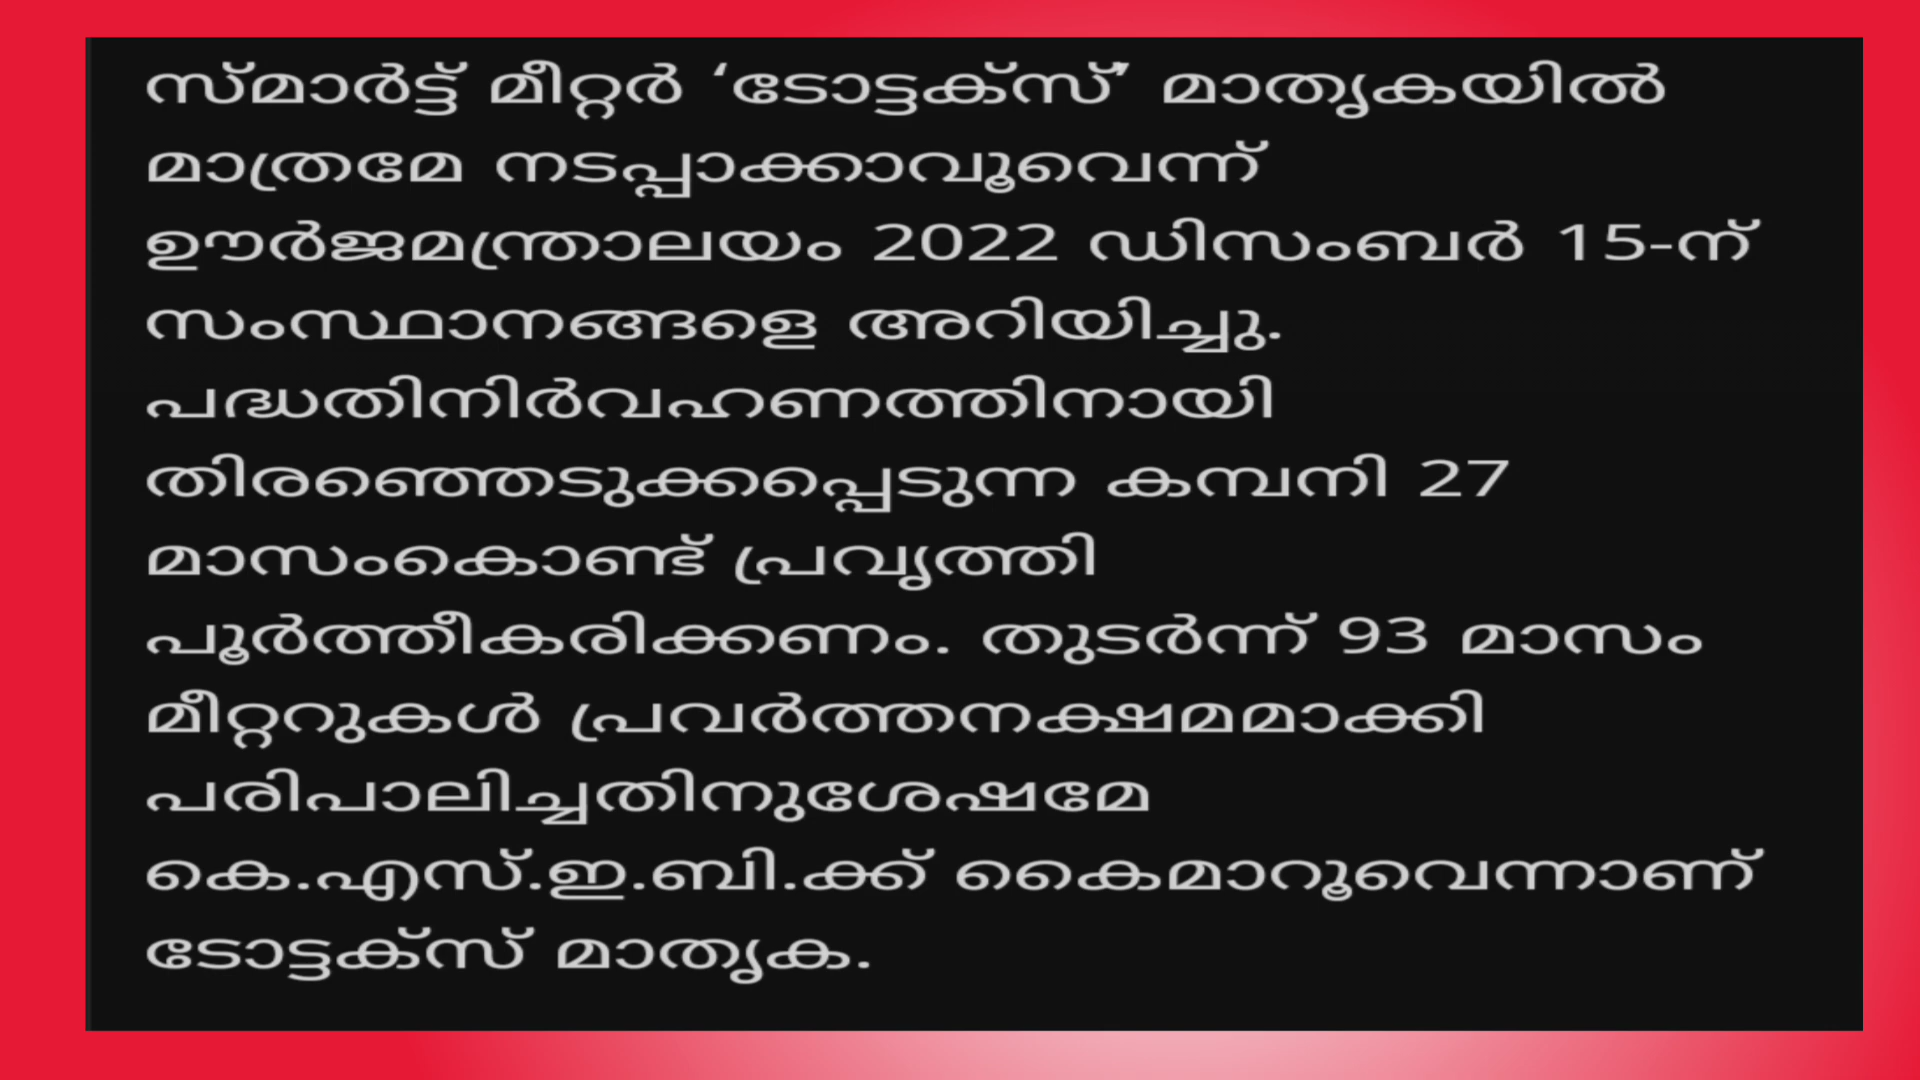 സ്മാർട്ട് മീറ്റർ ‘ടോട്ടക്സ്’ മാതൃകയിൽ
മാത്രമേ നടപ്പാക്കാവൂവെന്ന്
ഊർജമന്ത്രാലയം 2022 ഡിസംബർ 15-ന്
സംസ്ഥാനങ്ങളെ അറിയിച്ചു.
പദ്ധതിനിർവഹണത്തിനായി
തിരഞ്ഞെടുക്കപ്പെടുന്ന കമ്പനി 27
മാസംകൊണ്ട് പ്രവൃത്തി
പൂർത്തീകരിക്കണം. തുടർന്ന് 93 മാസം
മീറ്ററുകൾ പ്രവർത്തനക്ഷമമാക്കി
പരിപാലിച്ചതിനുശേഷമേ
കെ.എസ്.ഇ.ബി.ക്ക് കൈമാറൂവെന്നാണ്
ടോട്ടക്സ് മാതൃക.